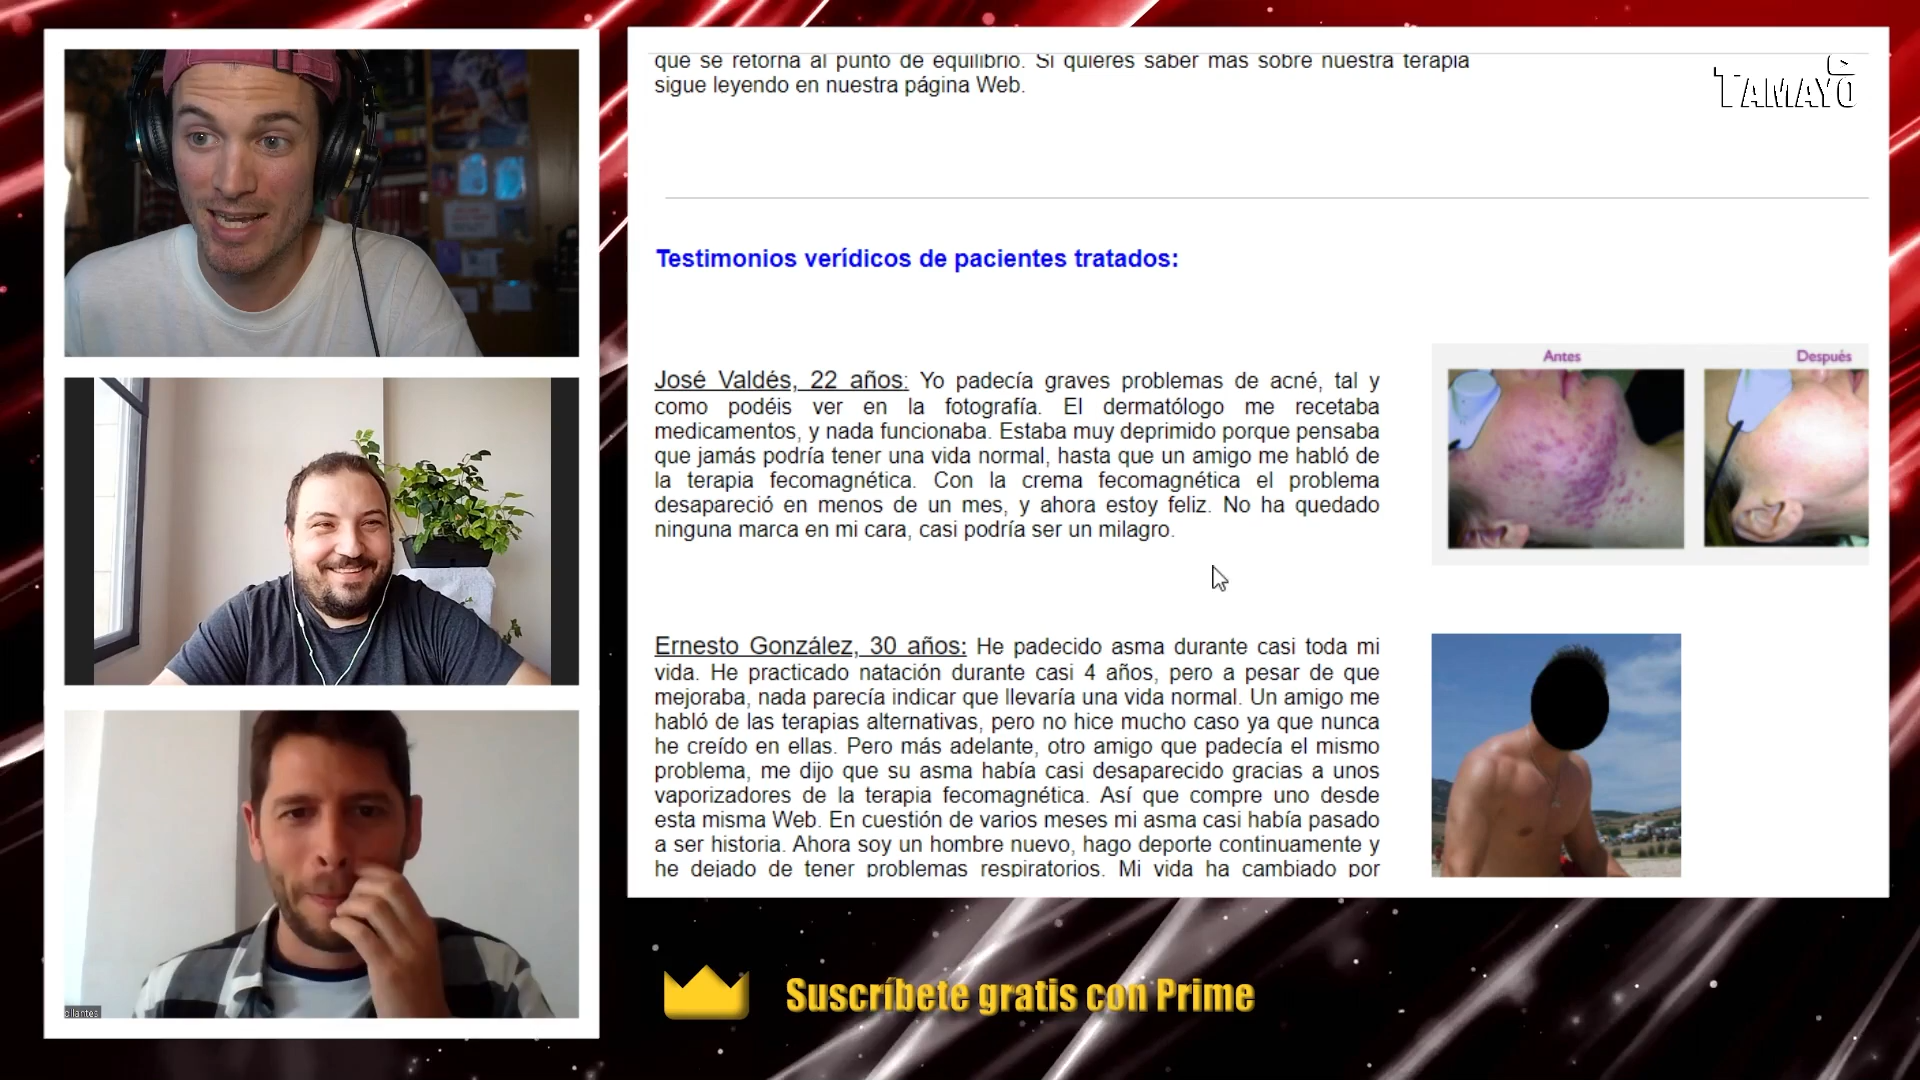 que se retorna al punto de equilibrio. Si quieres saber más sobre nuestra terapia
sigue leyendo en nuestra página Web.
TAMAYO
Testimonios verídicos de pacientes tratados:
José Valdés, 22 años: Yo padecía graves problemas de acné, tal y
como podéis ver en la fotografía. El dermatólogo me recetaba
medicamentos, y nada funcionaba. Estaba muy deprimido porque pensaba
que jamás podría tener una vida normal, hasta que un amigo me habló de
la terapia fecomagnética. Con la crema fecomagnética el problema
desapareció en menos de un mes, y ahora estoy feliz. No ha quedado
ninguna marca en mi cara, casi podría ser un milagro.
Antes
Después
Ernesto González, 30 años: He padecido asma durante casi toda mi
vida. He practicado natación durante casi 4 años, pero a pesar de que
mejoraba, nada parecía indicar que llevaría una vida normal. Un amigo me
habló de las terapias alternativas, pero no hice mucho caso ya que nunca
he creído en ellas. Pero más adelante, otro amigo que padecía el mismo
problema, me dijo que su asma había casi desaparecido gracias a unos
vaporizadores de la terapia fecomagnética. Así que compre uno desde
esta misma Web. En cuestión de varios meses mi asma casi había pasado
a ser historia. Ahora soy un hombre nuevo, hago deporte continuamente y
he dejado de tener problemas respiratorios. Mi vida ha cambiado por
ollantes
Suscríbete gratis con Prime